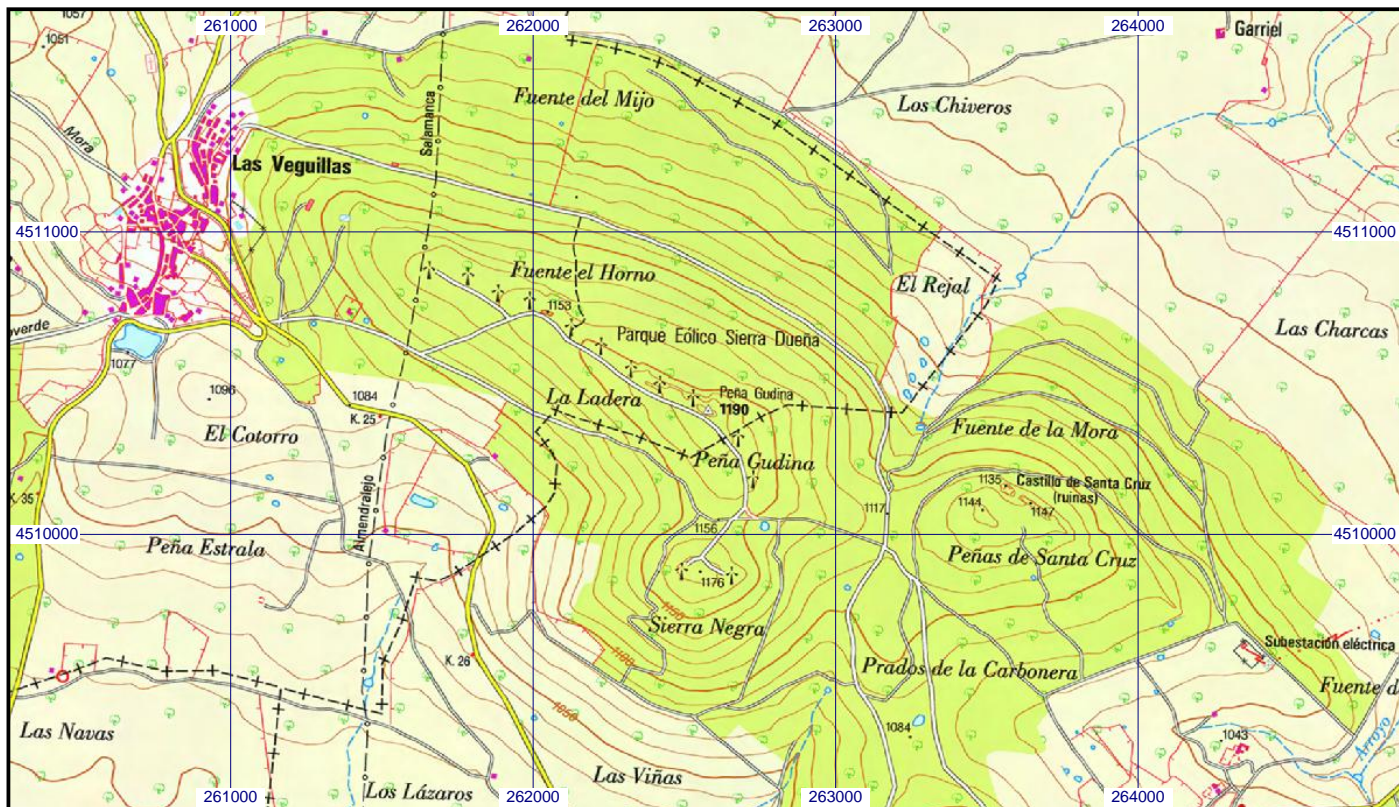 261000
262000
263000
264000
1057
1051
Garriel
Fuente del Mijo
Los Chiveros
Mora
Salamanca
Las Veguillas
4511000
4511000
Fuente el Horno
El Rejal
1153
Parque Eólico Sierra Dueña
Las Charcas
overde
1077
1096
1084
K. 25
La Ladera
Peña Gudina
1190
El Cotorro
Fuente de la Mora
Peña Gudina
K. 35
1135
Castillo de Santa Cruz
(ruinas)
1144
1147
1117
Almendralejo
1156
4510000
4510000
Peña Estrala
Peñas de Santa Cruz
1176
1150
Sierra Negra
1100
K. 26
Subestación eléctrica
Prados de la Carbonera
Fuente d
1050
Las Navas
1084
1043
Arroyo
Las Viñas
Los Lázaros
261000
262000
263000
264000